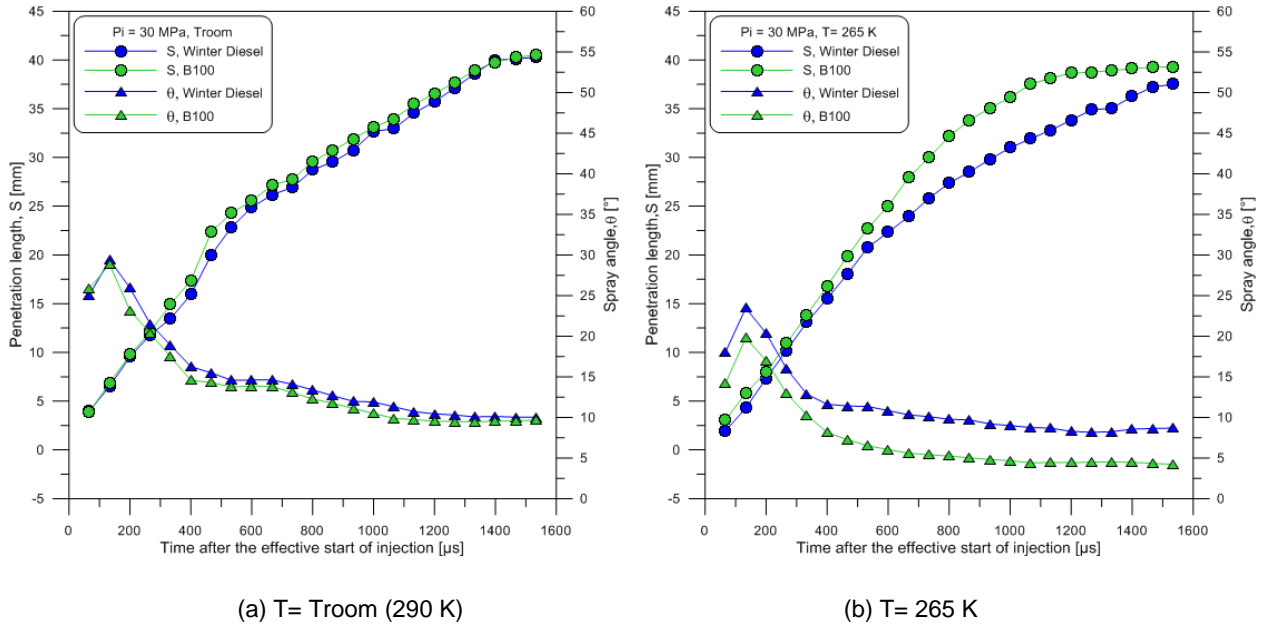 Pi = 30 MPa, Troom
S, Winter Diesel
S, B100
θ, Winter Diesel
θ, B100
45
40
35
30
25
20
15
10
5
0
-5
Penetration length, S [mm]
60
55
50
45
40
35
30
25
20
15
10
5
0
Spray angle,θ [°]
0 200 400 600 800 1000 1200 1400 1600
Time after the effective start of injection [µs]
(a) T= Troom (290 K)
Pi = 30 MPa, T= 265 K
S, Winter Diesel
S, B100
θ, Winter Diesel
θ, B100
45
40
35
30
25
20
15
10
5
0
-5
Penetration length,S [mm]
60
55
50
45
40
35
30
25
20
15
10
5
0
Spray angle,θ [°]
0 200 400 600 800 1000 1200 1400 1600
Time after the effective start of injection [µs]
(b) T= 265 K